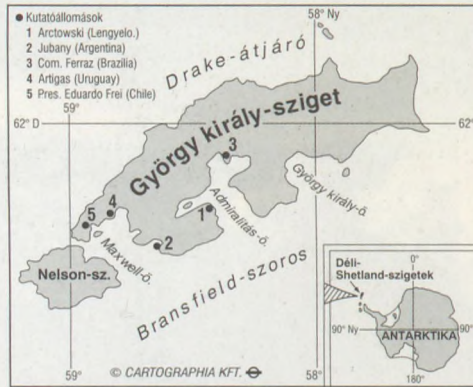 ● Kutatóállomások
1 Arctowski (Lengyelo.)
2 Jubany (Argentina)
3 Com. Ferraz (Brazília)
4 Artigas (Uruguay)
5 Pres. Eduardo Frei (Chile)
58° Ny
Drake-átjáró
59°
62° D
62°
György király-sziget
3
György király-ö.
Admiralitás-ö.
1
4
5
Maxwell-ö.
2
Nelson-sz.
Bransfield-szoros
59°
58°
© CARTOGRAPHIA KFT.
Déli-
Shetland-szigetek
0°
90° Ny
90°
ANTARKTIKA
180°